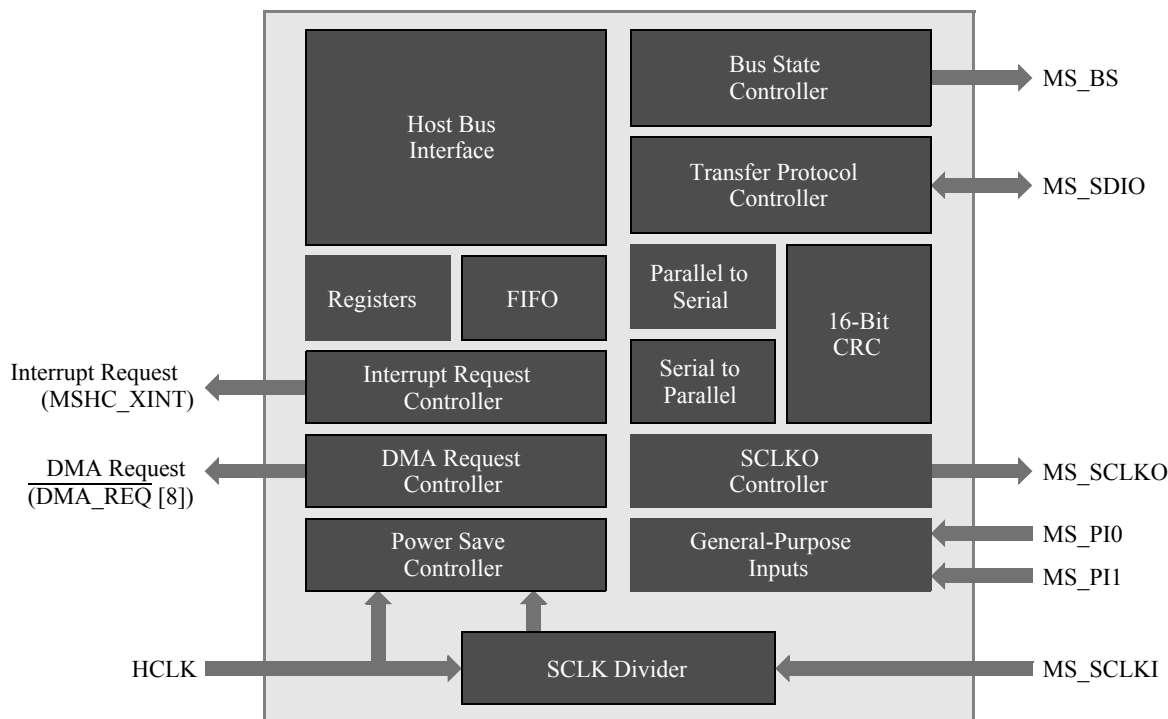 Host Bus
Interface
Bus State
Controller
MS_BS
Transfer Protocol
Controller
MS_SDIO
Registers
FIFO
Parallel to
Serial
16-Bit
CRC
Serial to
Parallel
Interrupt Request
(MSHC_XINT)
Interrupt Request
Controller
DMA Request
(DMA_REQ [8])
DMA Request
Controller
SCLKO
Controller
MS_SCLKO
Power Save
Controller
General-Purpose
Inputs
MS_PI0
MS_PI1
HCLK
SCLK Divider
MS_SCLKI